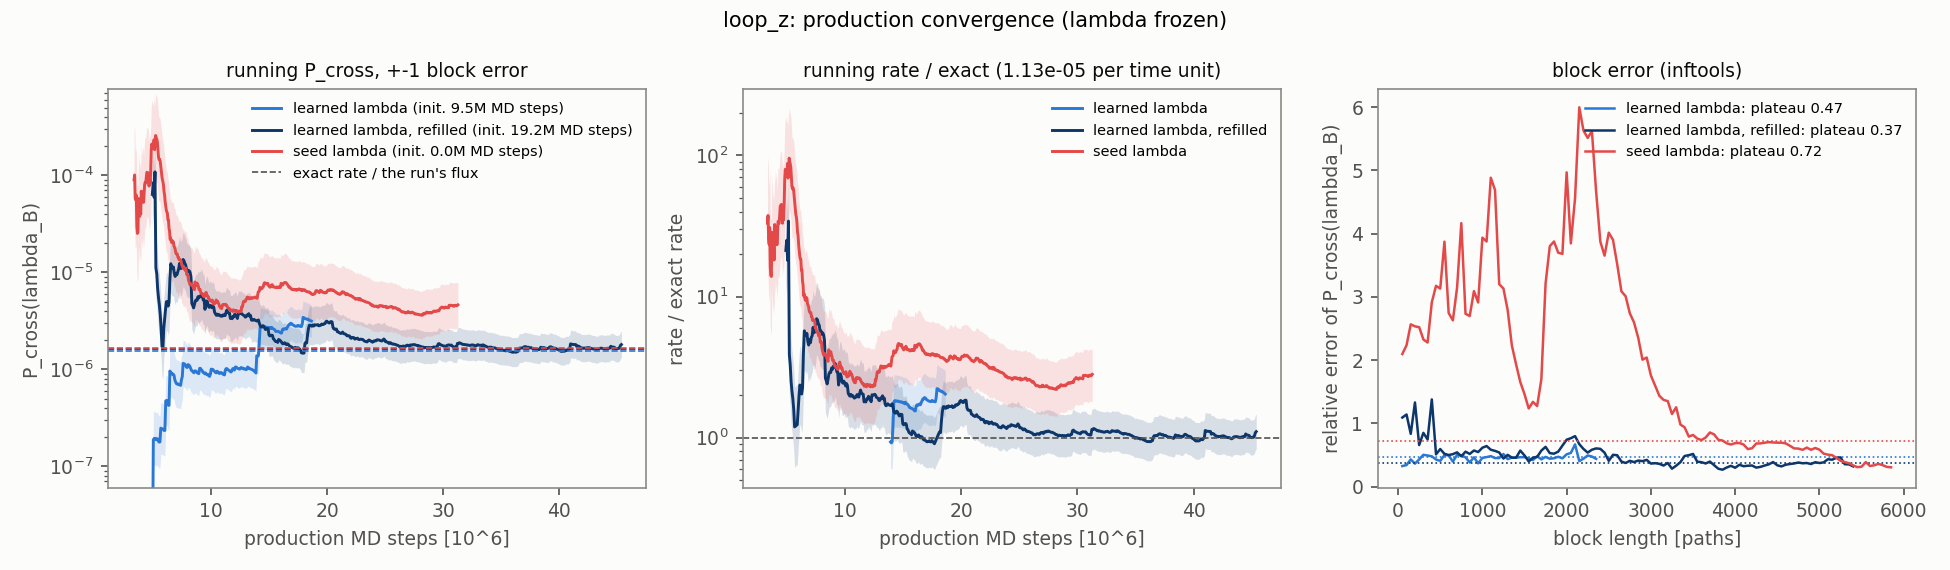 loop_z: production convergence (lambda frozen)
running P_cross, +-1 block error
learned lambda (init. 9.5M MD steps)
learned lambda, refilled (init. 19.2M MD steps)
seed lambda (init. 0.0M MD steps)
exact rate / the run's flux
P_cross(lambda_B)
10^-4
10^-5
10^-6
10^-7
10 20 30 40
production MD steps [10^6]
running rate / exact (1.13e-05 per time unit)
learned lambda
learned lambda, refilled
seed lambda
rate / exact rate
10^2
10^1
10^0
10 20 30 40
production MD steps [10^6]
block error (inftools)
learned lambda: plateau 0.47
learned lambda, refilled: plateau 0.37
seed lambda: plateau 0.72
relative error of P_cross(lambda_B)
6
5
4
3
2
1
0
0 1000 2000 3000 4000 5000 6000
block length [paths]